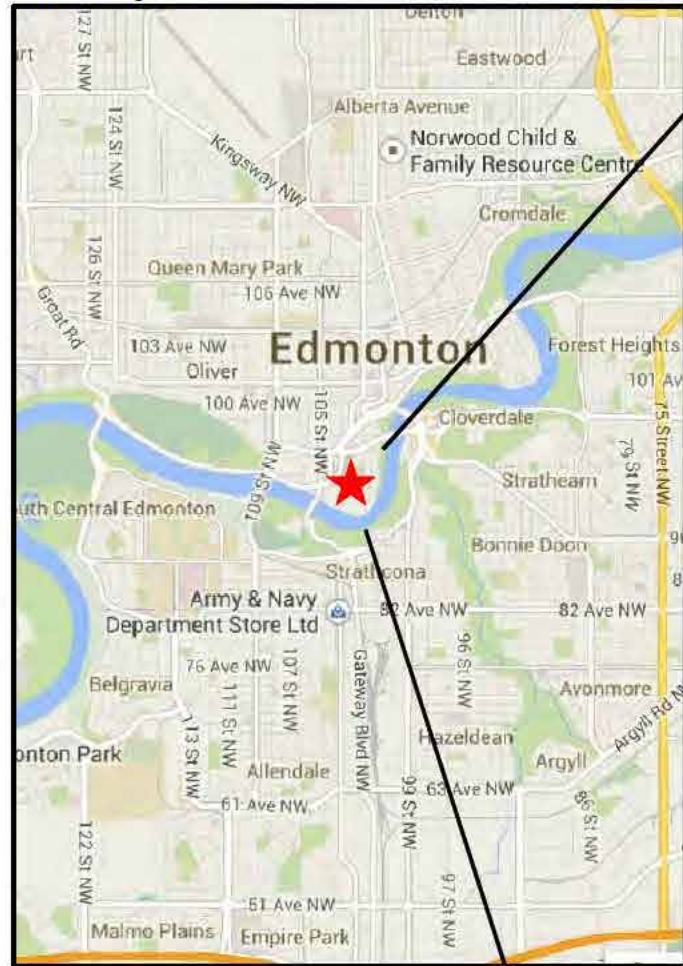 Delton
127 St NW
Eastwood
124 St NW
Alberta Avenue
Kingsway NW
Norwood Child &
Family Resource Centre
Cromdale
126 St NW
Queen Mary Park
106 Ave NW
Groat Rd
103 Ave NW
Edmonton
Forest Heights
Oliver
101 Av
100 Ave NW
105 St NW
Cloverdale
75 Street NW
79 St NW
109 St NW
Strathearn
outh Central Edmonton
Bonnie Doon
Strathcona
Army & Navy
Department Store Ltd
82 Ave NW
82 Ave NW
76 Ave NW
107 St NW
Gateway Blvd NW
96 St NW
Belgravia
111 St NW
113 St NW
Avonmore
Argyll Rd N
Hazeldean
onton Park
Argyll
Allendale
61 Ave NW
63 Ave NW
99 St NW
86 St NW
122 St NW
97 St NW
51 Ave NW
Malmo Plains
Empire Park